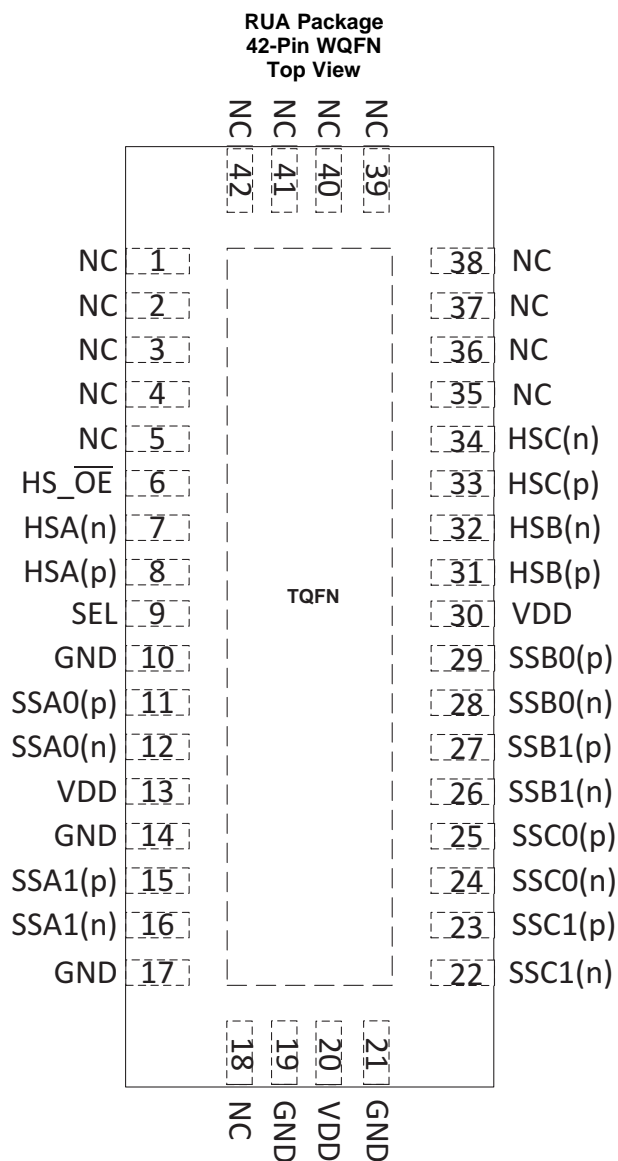 RUA Package
42-Pin WQFN
Top View
NC NC NC NC
42 41 40 39
NC 1 38 NC
NC 2 37 NC
NC 3 36 NC
NC 4 35 NC
NC 5 34 HSC(n)
HS_O̅E̅ 6 33 HSC(p)
HSA(n) 7 32 HSB(n)
HSA(p) 8 31 HSB(p)
SEL 9 TQFN 30 VDD
GND 10 29 SSB0(p)
SSA0(p) 11 28 SSB0(n)
SSA0(n) 12 27 SSB1(p)
VDD 13 26 SSB1(n)
GND 14 25 SSC0(p)
SSA1(p) 15 24 SSC0(n)
SSA1(n) 16 23 SSC1(p)
GND 17 22 SSC1(n)
18 19 20 21
NC GND VDD GND